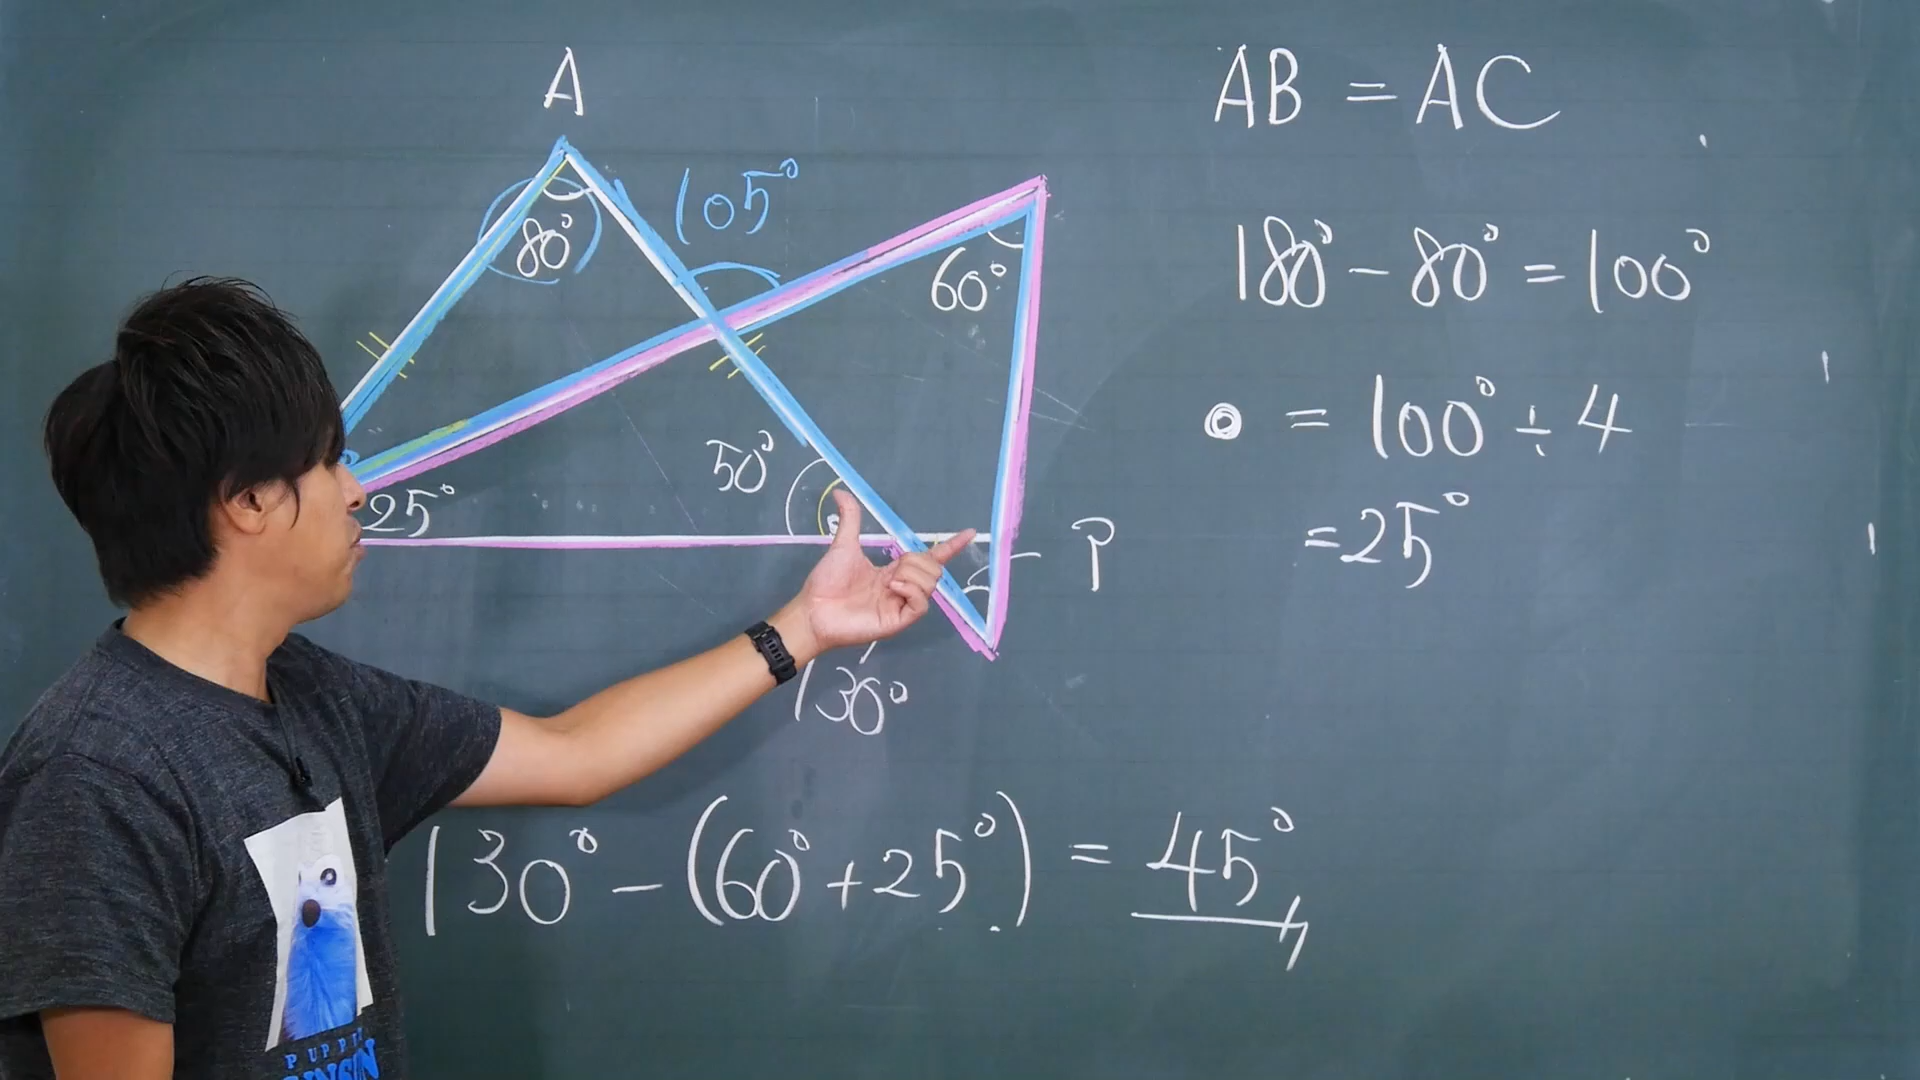 A
AB = AC
105°
80°
180° - 80° = 100°
60°
● = 100° ÷ 4
50°
25°
= 25°
P
130°
130° - (60° + 25°) = 45°